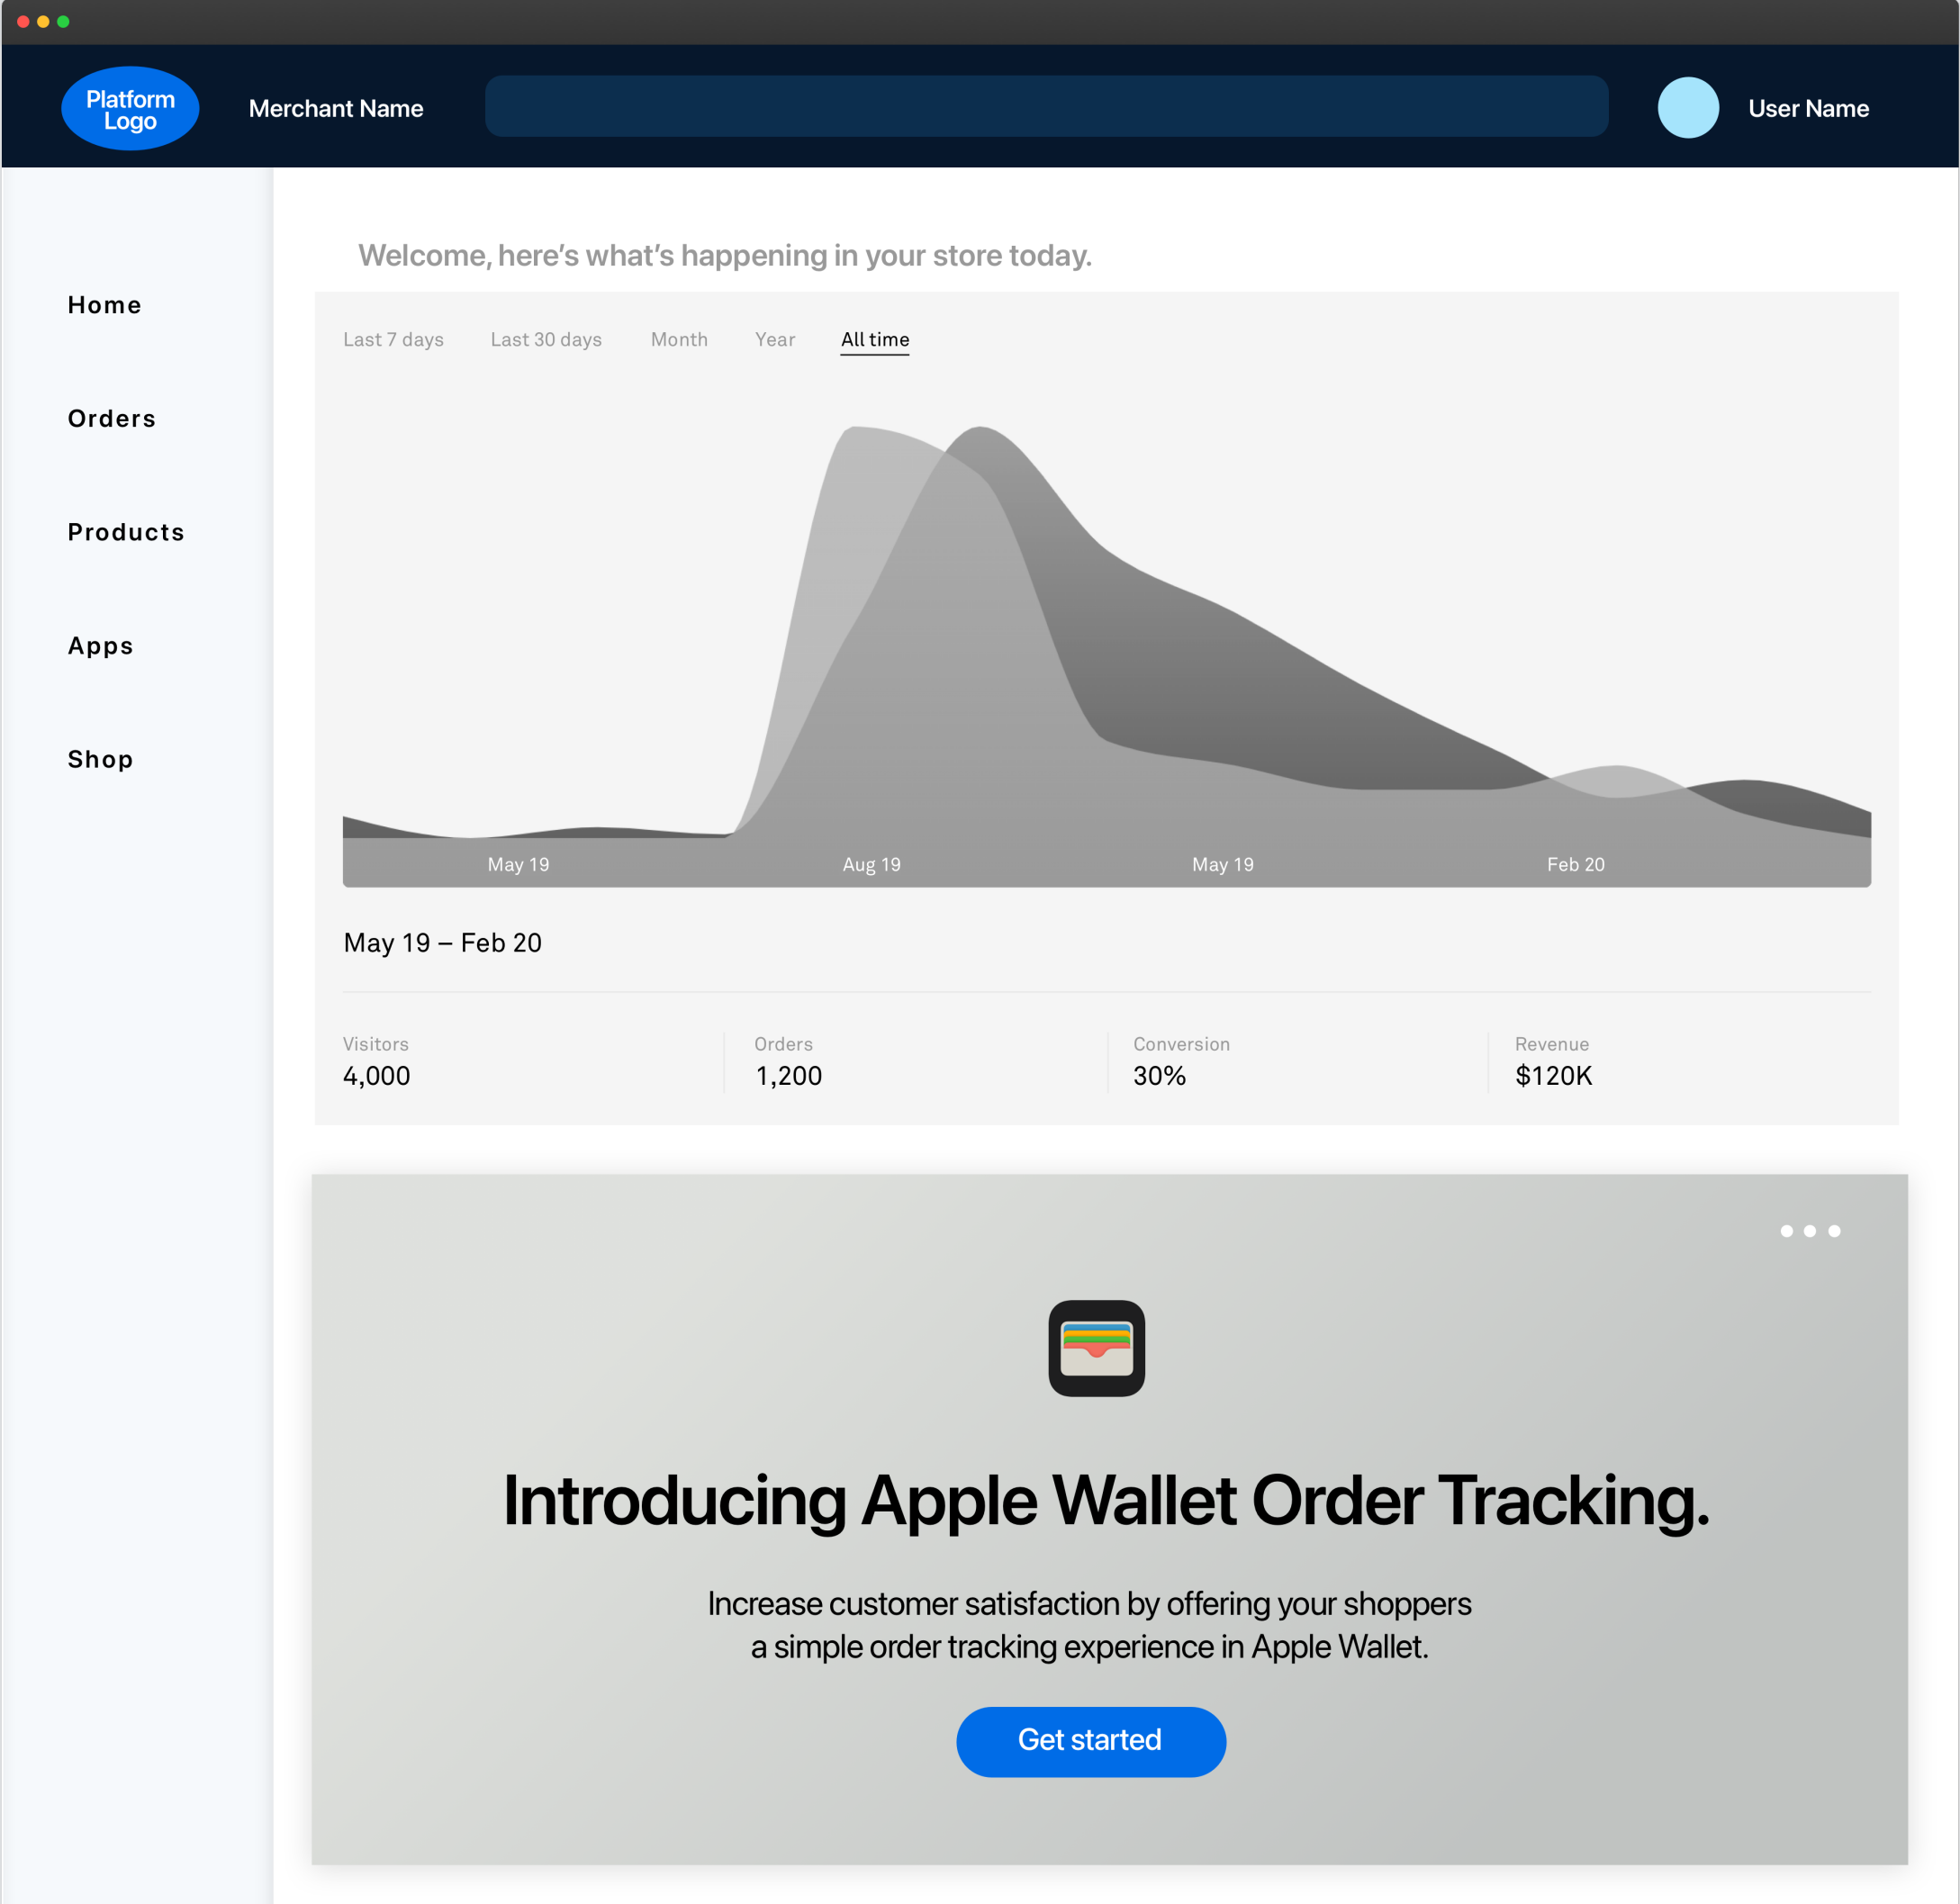 Platform
Logo
Merchant Name
User Name
Home
Orders
Products
Apps
Shop
Welcome, here’s what’s happening in your store today.
Last 7 days Last 30 days Month Year All time
May 19 Aug 19 May 19 Feb 20
May 19 – Feb 20
Visitors Orders Conversion Revenue
4,000 1,200 30% $120K
Introducing Apple Wallet Order Tracking.
Increase customer satisfaction by offering your shoppers
a simple order tracking experience in Apple Wallet.
Get started